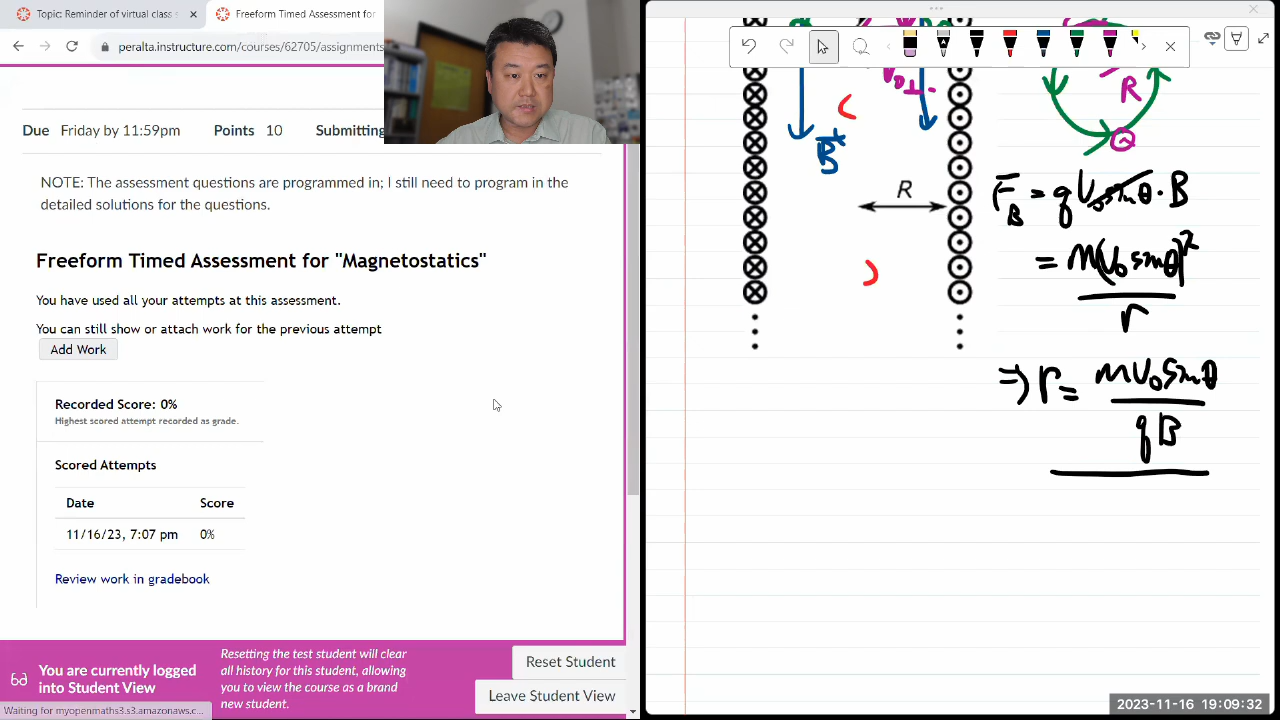 Topic: Reminder of virtual class s
Freeform Timed Assessment for
peralta.instructure.com/courses/62705/assignments
Due Friday by 11:59pm Points 10 Submitting
NOTE: The assessment questions are programmed in; I still need to program in the
detailed solutions for the questions.
Freeform Timed Assessment for "Magnetostatics"
You have used all your attempts at this assessment.
You can still show or attach work for the previous attempt
Add Work
Recorded Score: 0%
Highest scored attempt recorded as grade.
Scored Attempts
Date Score
11/16/23, 7:07 pm 0%
Review work in gradebook
You are currently logged
into Student View
Resetting the test student will clear
all history for this student, allowing
you to view the course as a brand
new student.
Reset Student
Leave Student View
Waiting for myopenmaths3.s3.amazonaws.c...
B
R
R
F_B = q v₀ sinθ · B
= m(v₀ sinθ)²
r
⇒ r = m v₀ sinθ
qB
2023-11-16 19:09:32